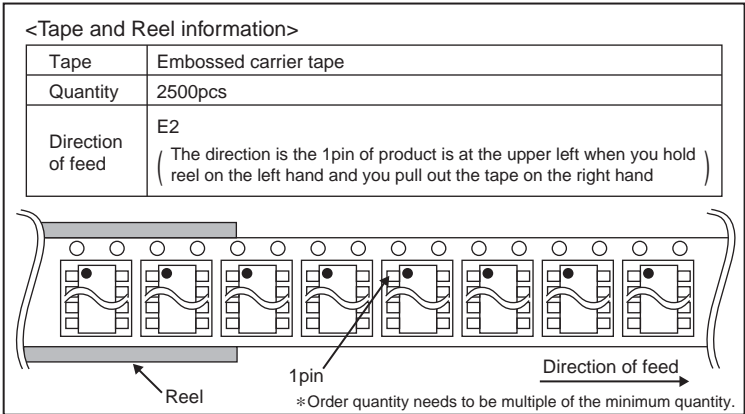 <Tape and Reel information>
Tape Embossed carrier tape
Quantity 2500pcs
Direction of feed E2
( The direction is the 1pin of product is at the upper left when you hold
reel on the left hand and you pull out the tape on the right hand )
Reel
1pin
Direction of feed
*Order quantity needs to be multiple of the minimum quantity.